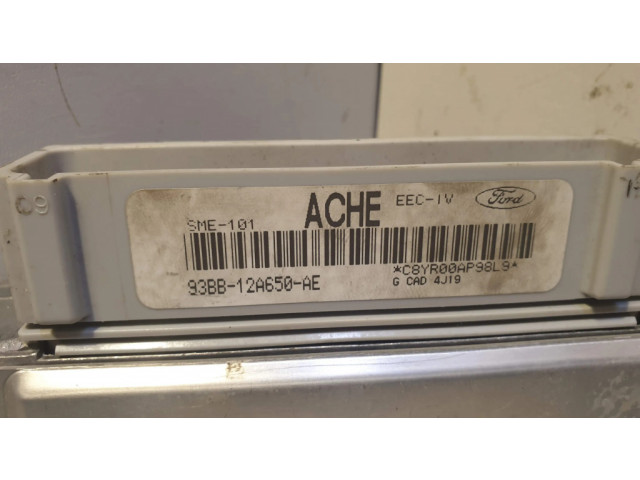 ACHE EEC-IV Ford
SME-101
*C8YR00AP98L9*
93BB-12A650-AE G CAD 4J19